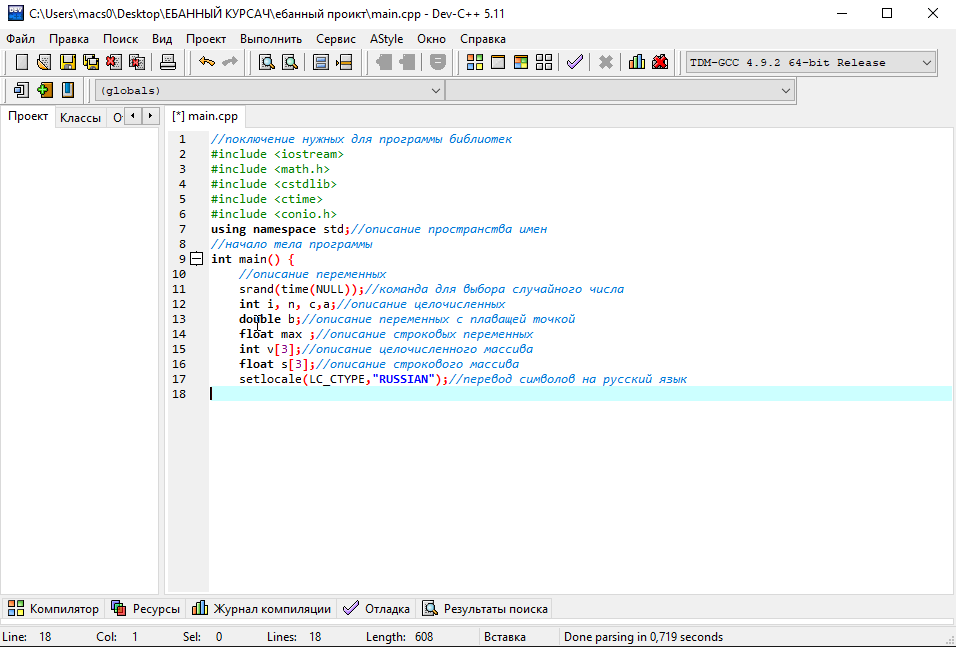 C:\Users\macs0\Desktop\ЕБАННЫЙ КУРСАЧ\ебанный проикт\main.cpp - Dev-C++ 5.11
Файл Правка Поиск Вид Проект Выполнить Сервис AStyle Окно Справка
TDM-GCC 4.9.2 64-bit Release
(globals)
Проект Классы О [*] main.cpp
1 //поключение нужных для программы библиотек
2 #include <iostream>
3 #include <math.h>
4 #include <cstdlib>
5 #include <ctime>
6 #include <conio.h>
7 using namespace std;//описание пространства имен
8 //начало тела программы
9 int main() {
10 //описание переменных
11 srand(time(NULL));//команда для выбора случайного числа
12 int i, n, c,a;//описание целочисленных
13 double b;//описание переменных с плаващей точкой
14 float max ;//описание строковых переменных
15 int v[3];//описание целочисленного массива
16 float s[3];//описание строкового массива
17 setlocale(LC_CTYPE,"RUSSIAN");//перевод символов на русский язык
18
Компилятор Ресурсы Журнал компиляции Отладка Результаты поиска
Line: 18 Col: 1 Sel: 0 Lines: 18 Length: 608 Вставка Done parsing in 0,719 seconds